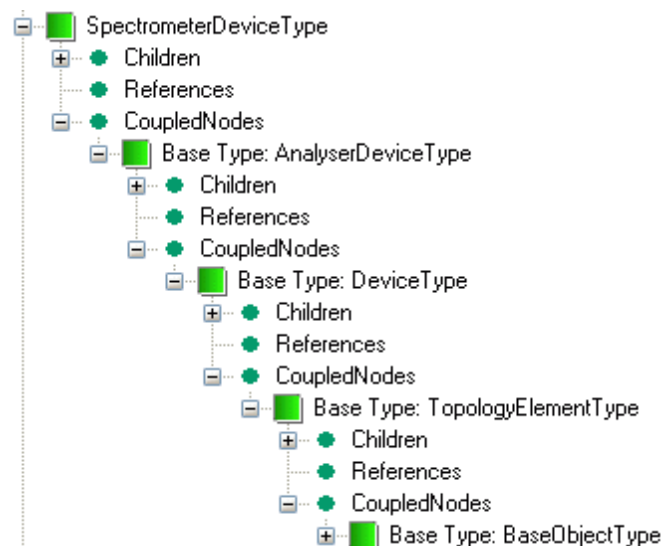 SpectrometerDeviceType
Children
References
CoupledNodes
Base Type: AnalyserDeviceType
Children
References
CoupledNodes
Base Type: DeviceType
Children
References
CoupledNodes
Base Type: TopologyElementType
Children
References
CoupledNodes
Base Type: BaseObjectType